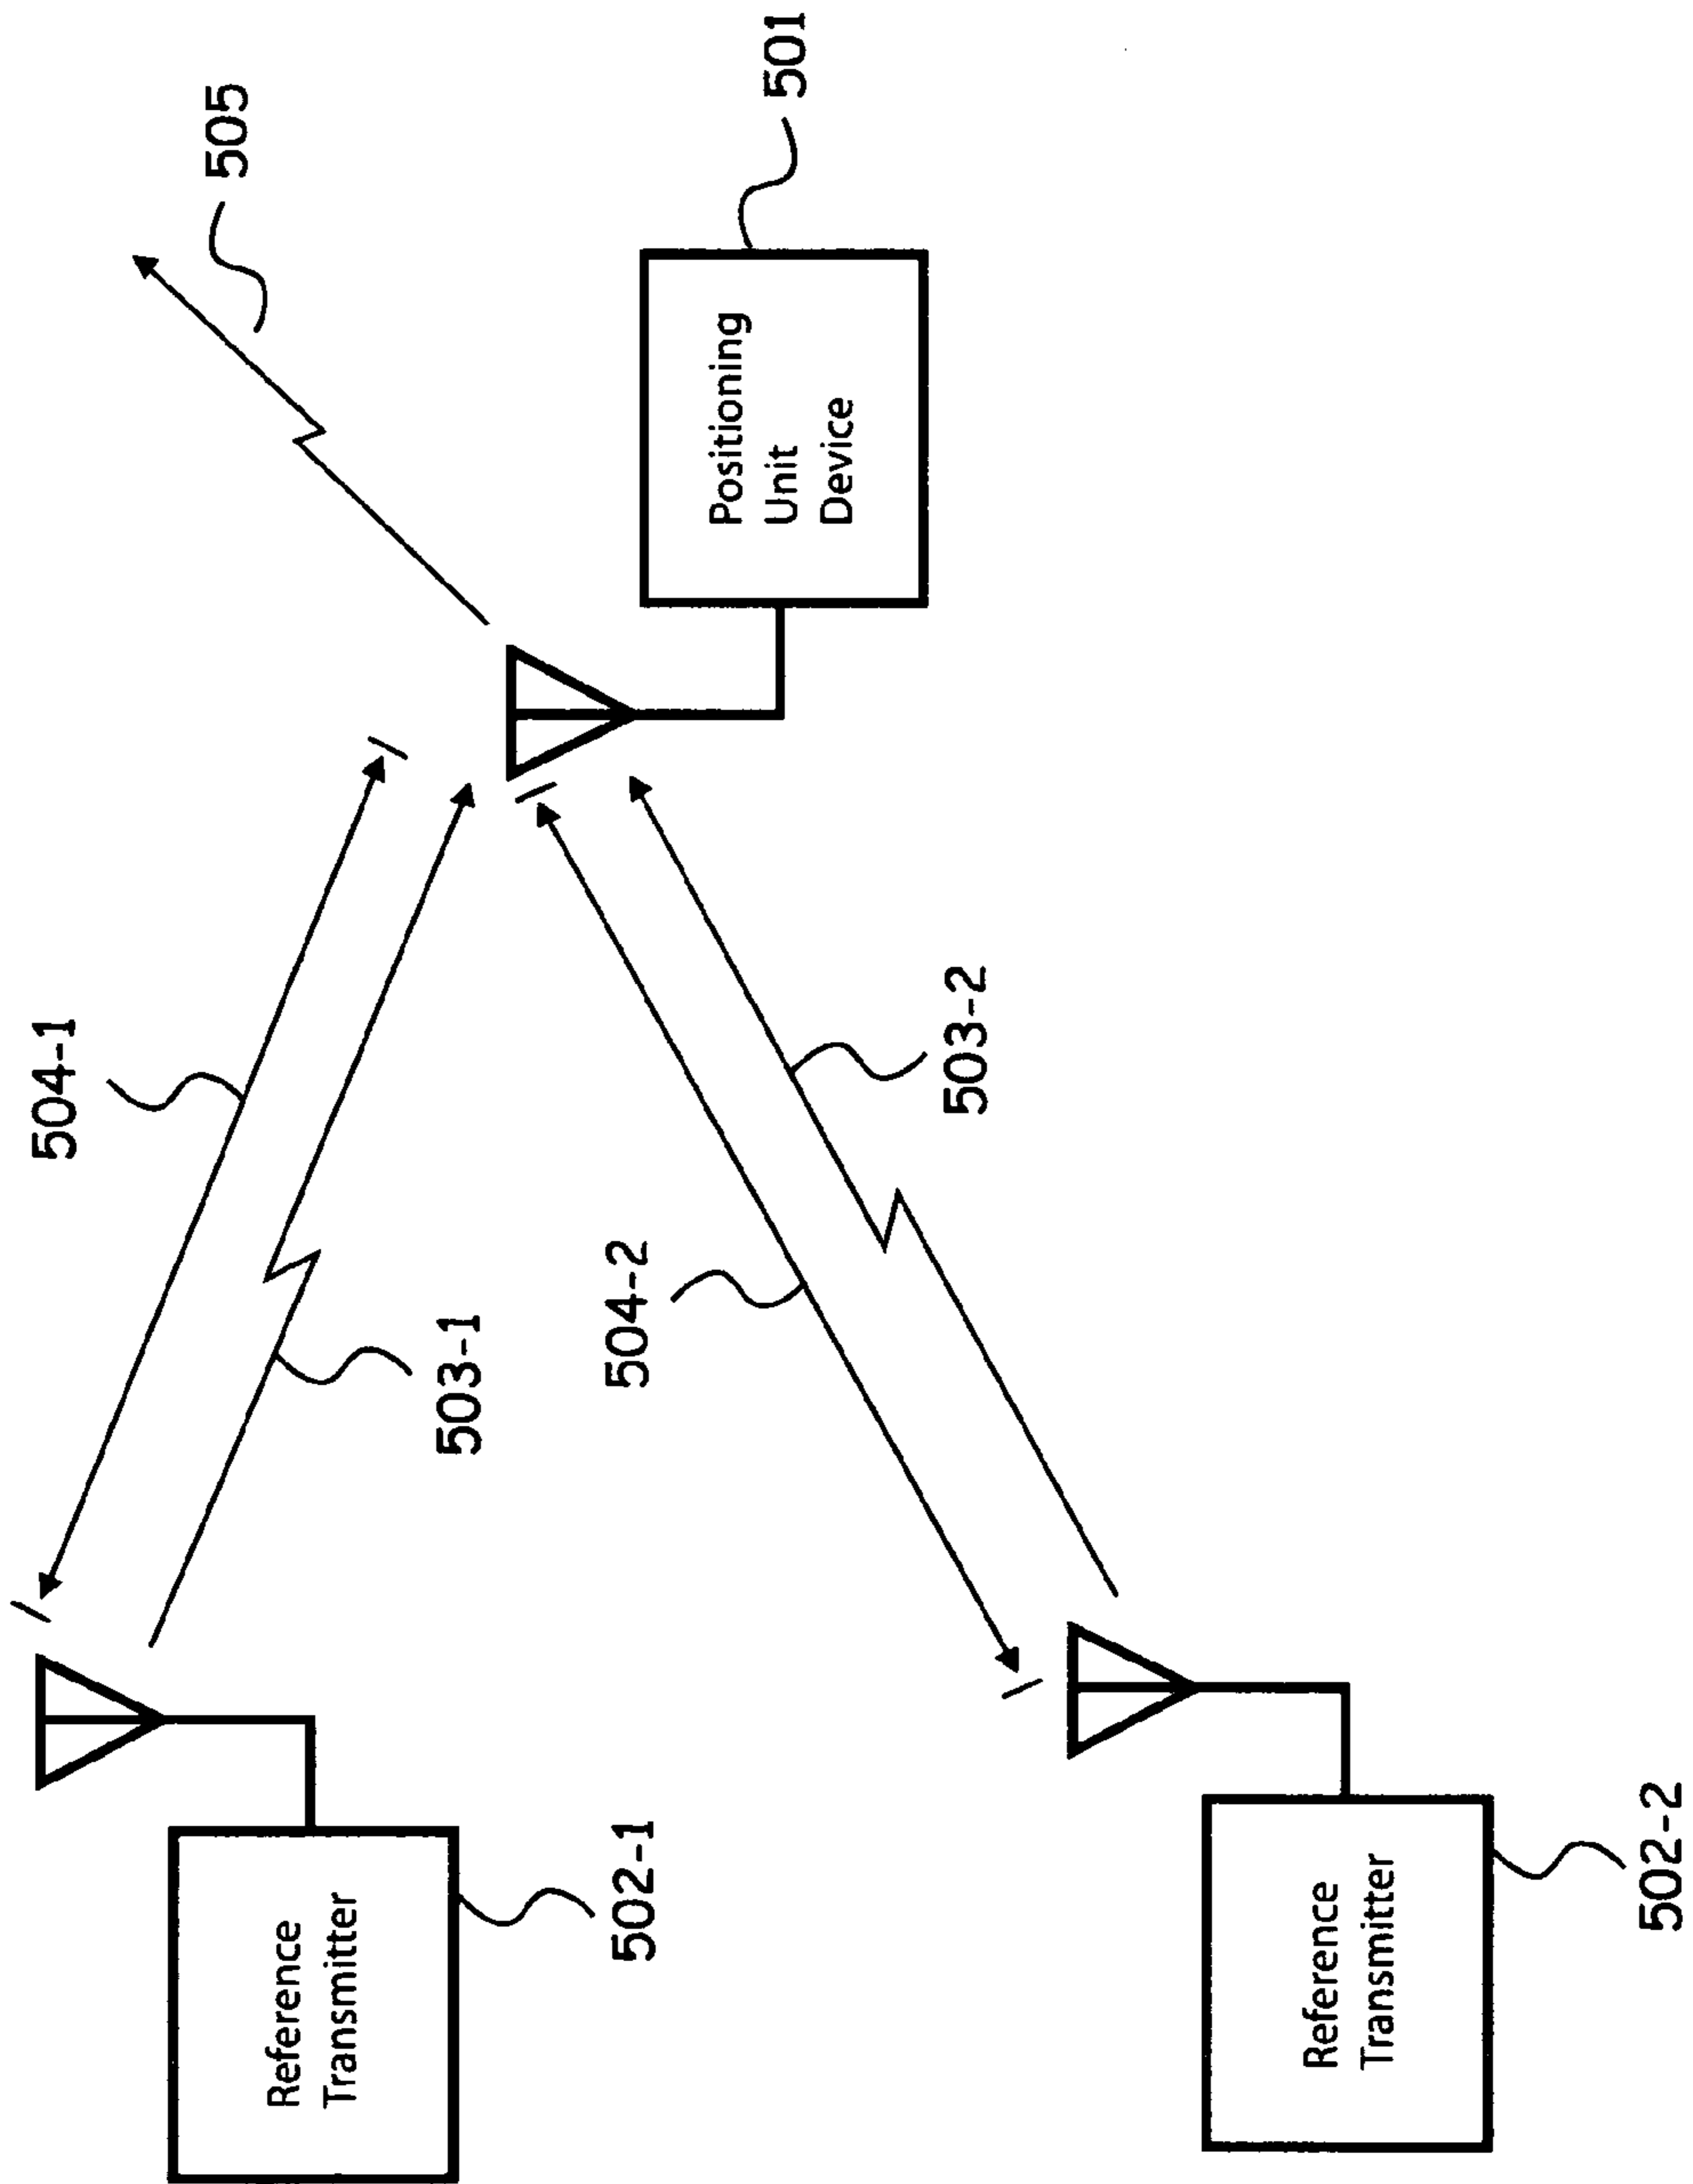 504-1
505
503-1
Reference
Transmitter
502-1
504-2
Positioning
Unit
Device
501
503-2
Reference
Transmitter
502-2